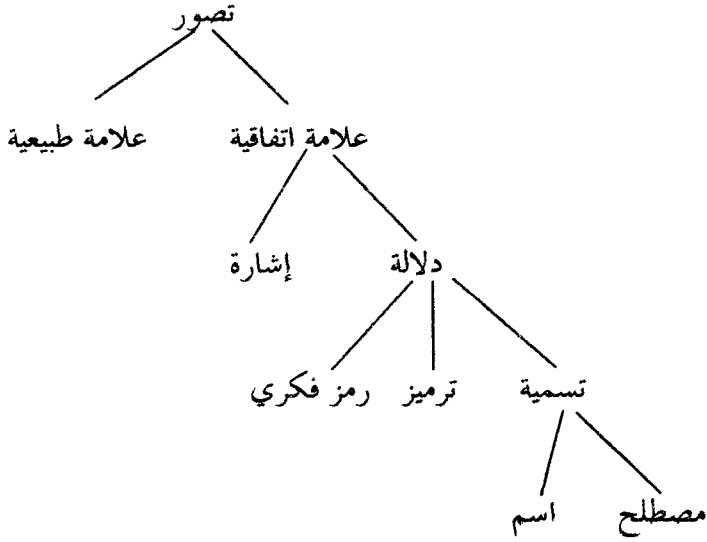 تصور
علامة اتفاقية علامة طبيعية
دلالة إشارة
تسمية ترميز رمز فكري
مصطلح اسم